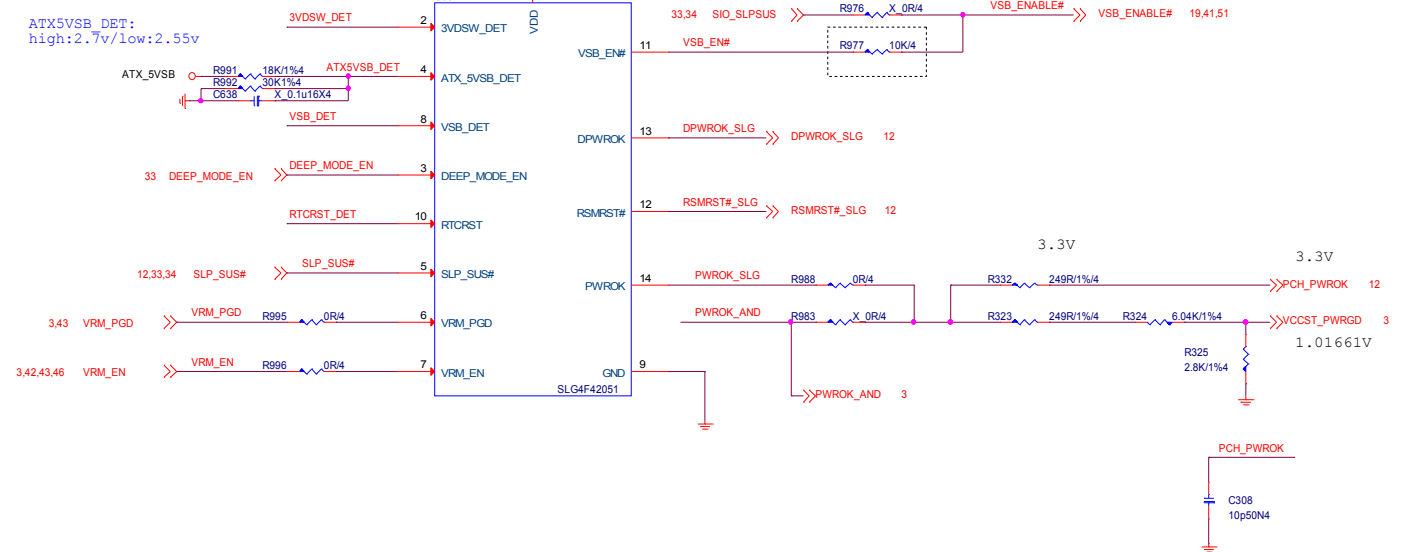 ATX5VSB_DET:
high:2.7v/low:2.55v
3VDSW_DET
2
3VDSW_DET
VDD
ATX_5VSB
R991
18K/1%4
ATX5VSB_DET
R992
30K1%4
C638
X_0.1u16X4
4
ATX_5VSB_DET
VSB_DET
8
VSB_DET
33 DEEP_MODE_EN
DEEP_MODE_EN
3
DEEP_MODE_EN
RTCRST_DET
10
RTCRST
12,33,34 SLP_SUS#
SLP_SUS#
5
SLP_SUS#
3,43 VRM_PGD
VRM_PGD
R995
0R/4
6
VRM_PGD
3,42,43,46 VRM_EN
VRM_EN
R996
0R/4
7
VRM_EN
33,34 SIO_SLPSUS
R976
X_0R/4
VSB_ENABLE#
VSB_ENABLE# 19,41,51
VSB_EN#
11
VSB_EN#
R977
10K/4
DPWROK
13
DPWROK_SLG
DPWROK_SLG 12
RSMRST#
12
RSMRST#_SLG
RSMRST#_SLG 12
PWROK
14
PWROK_SLG
R988
0R/4
3.3V
R332
249R/1%/4
3.3V
PCH_PWROK 12
PWROK_AND
R983
X_0R/4
R323
249R/1%/4
R324
6.04K/1%4
VCCST_PWRGD 3
1.01661V
R325
2.8K/1%4
GND
9
SLG4F42051
PWROK_AND 3
PCH_PWROK
C308
10p50N4